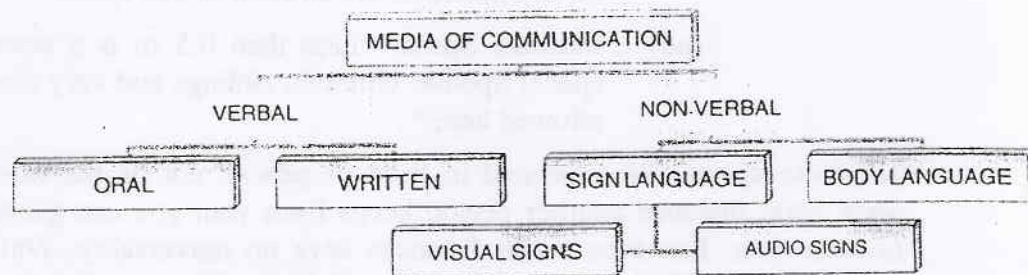 MEDIA OF COMMUNICATION
VERBAL
NON-VERBAL
ORAL
WRITTEN
SIGN LANGUAGE
BODY LANGUAGE
VISUAL SIGNS
AUDIO SIGNS